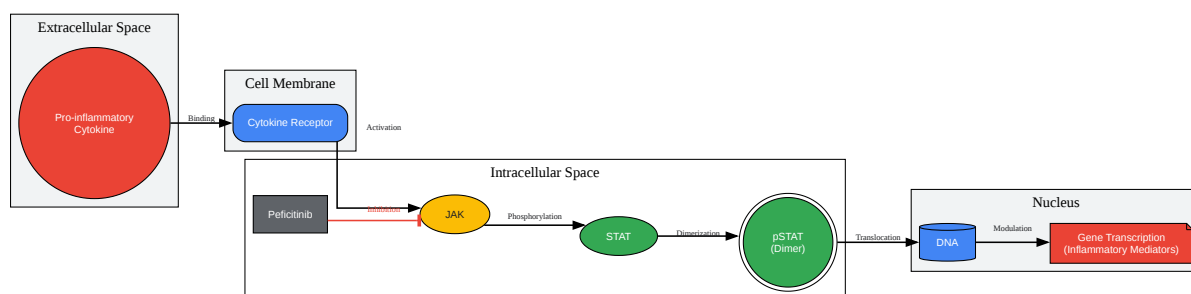 Extracellular Space
Pro-inflammatory
Cytokine
Binding
Cell Membrane
Cytokine Receptor
Activation
Intracellular Space
Peficitinib
Inhibition
JAK
Phosphorylation
STAT
Dimerization
pSTAT
(Dimer)
Translocation
Nucleus
DNA
Modulation
Gene Transcription
(Inflammatory Mediators)